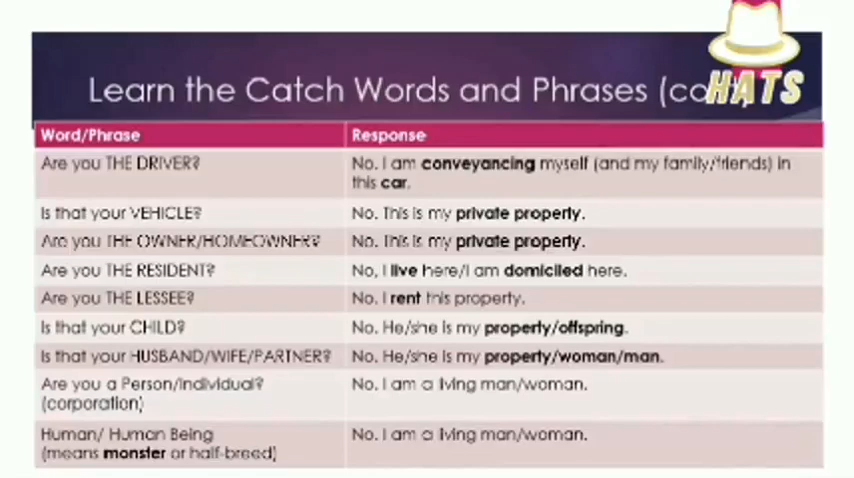 HATS
Learn the Catch Words and Phrases (co
Word/Phrase Response
Are you THE DRIVER? No. I am conveyancing myself (and my family/friends) in
this car.
Is that your VEHICLE? No. This is my private property.
Are you THE OWNER/HOMEOWNER? No. This is my private property.
Are you THE RESIDENT? No, I live here/I am domiciled here.
Are you THE LESSEE? No. I rent this property.
Is that your CHILD? No. He/she is my property/offspring.
Is that your HUSBAND/WIFE/PARTNER? No. He/she is my property/woman/man.
Are you a Person/Individual? No. I am a living man/woman.
(corporation)
Human/ Human Being No. I am a living man/woman.
(means monster or half-breed)